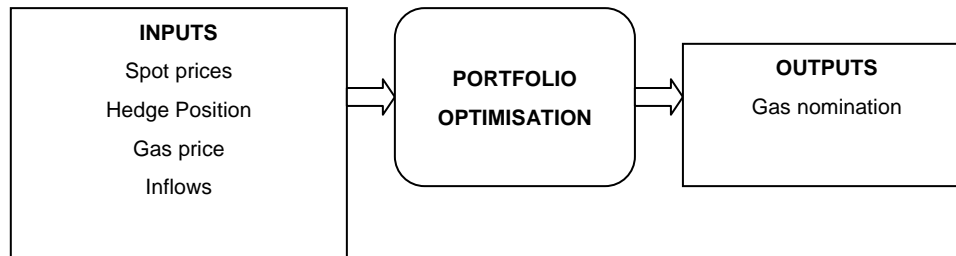 INPUTS
Spot prices
Hedge Position
Gas price
Inflows
PORTFOLIO
OPTIMISATION
OUTPUTS
Gas nomination